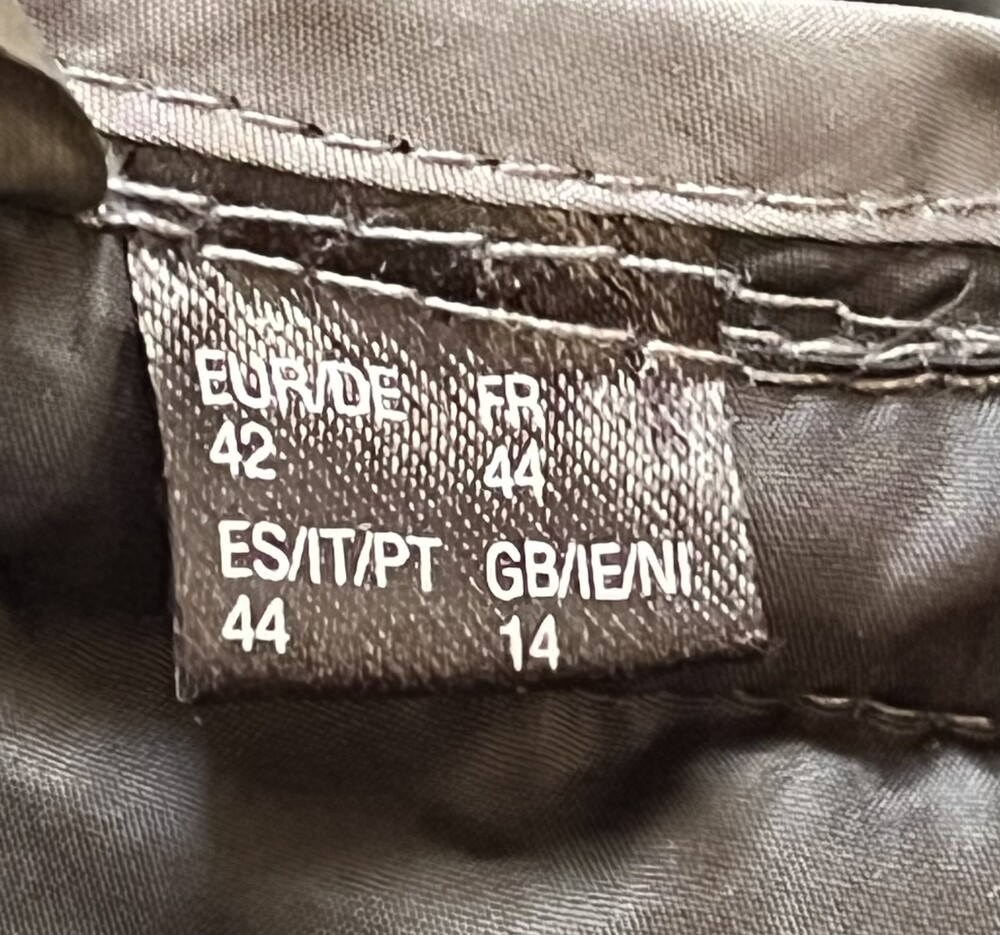 EUR/DE FR
42 44
ES/IT/PT GB/IE/NI
44 14